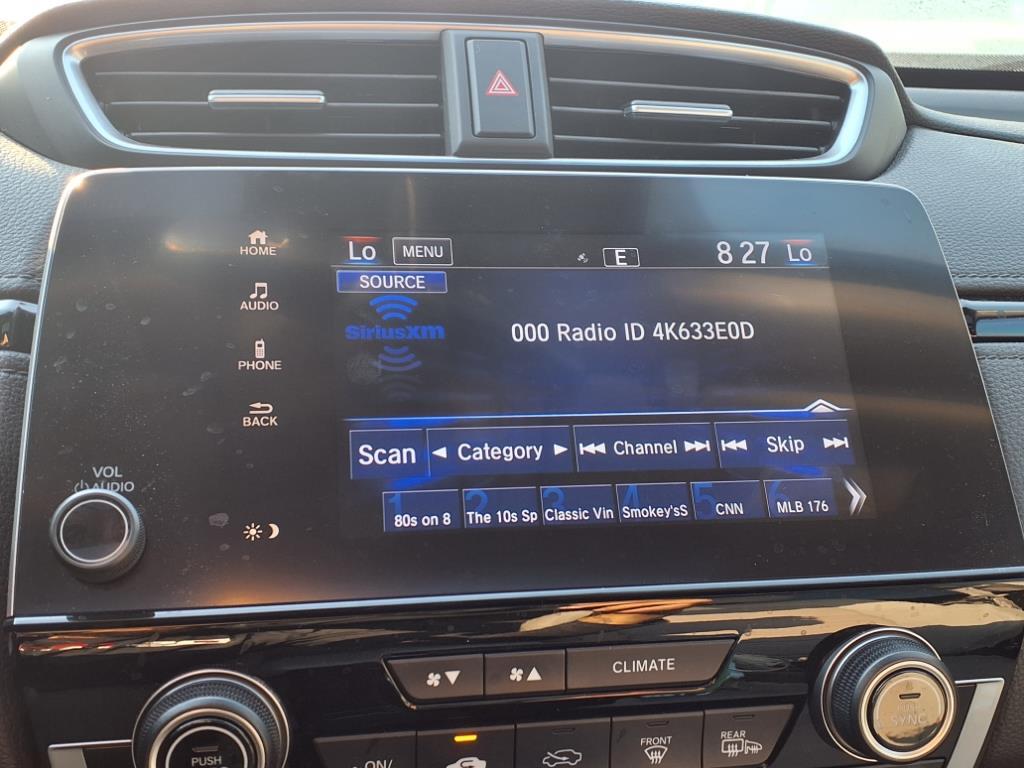 HOME
AUDIO
PHONE
BACK
VOL
AUDIO
Lo MENU E 8 27 Lo
SOURCE
SiriusXM
000 Radio ID 4K633E0D
Scan Category Channel Skip
1 80s on 8
2 The 10s Sp
3 Classic Vin
4 Smokey'sS
5 CNN
6 MLB 176
CLIMATE
PUSH
ON/
FRONT
REAR
PUSH
SYNC